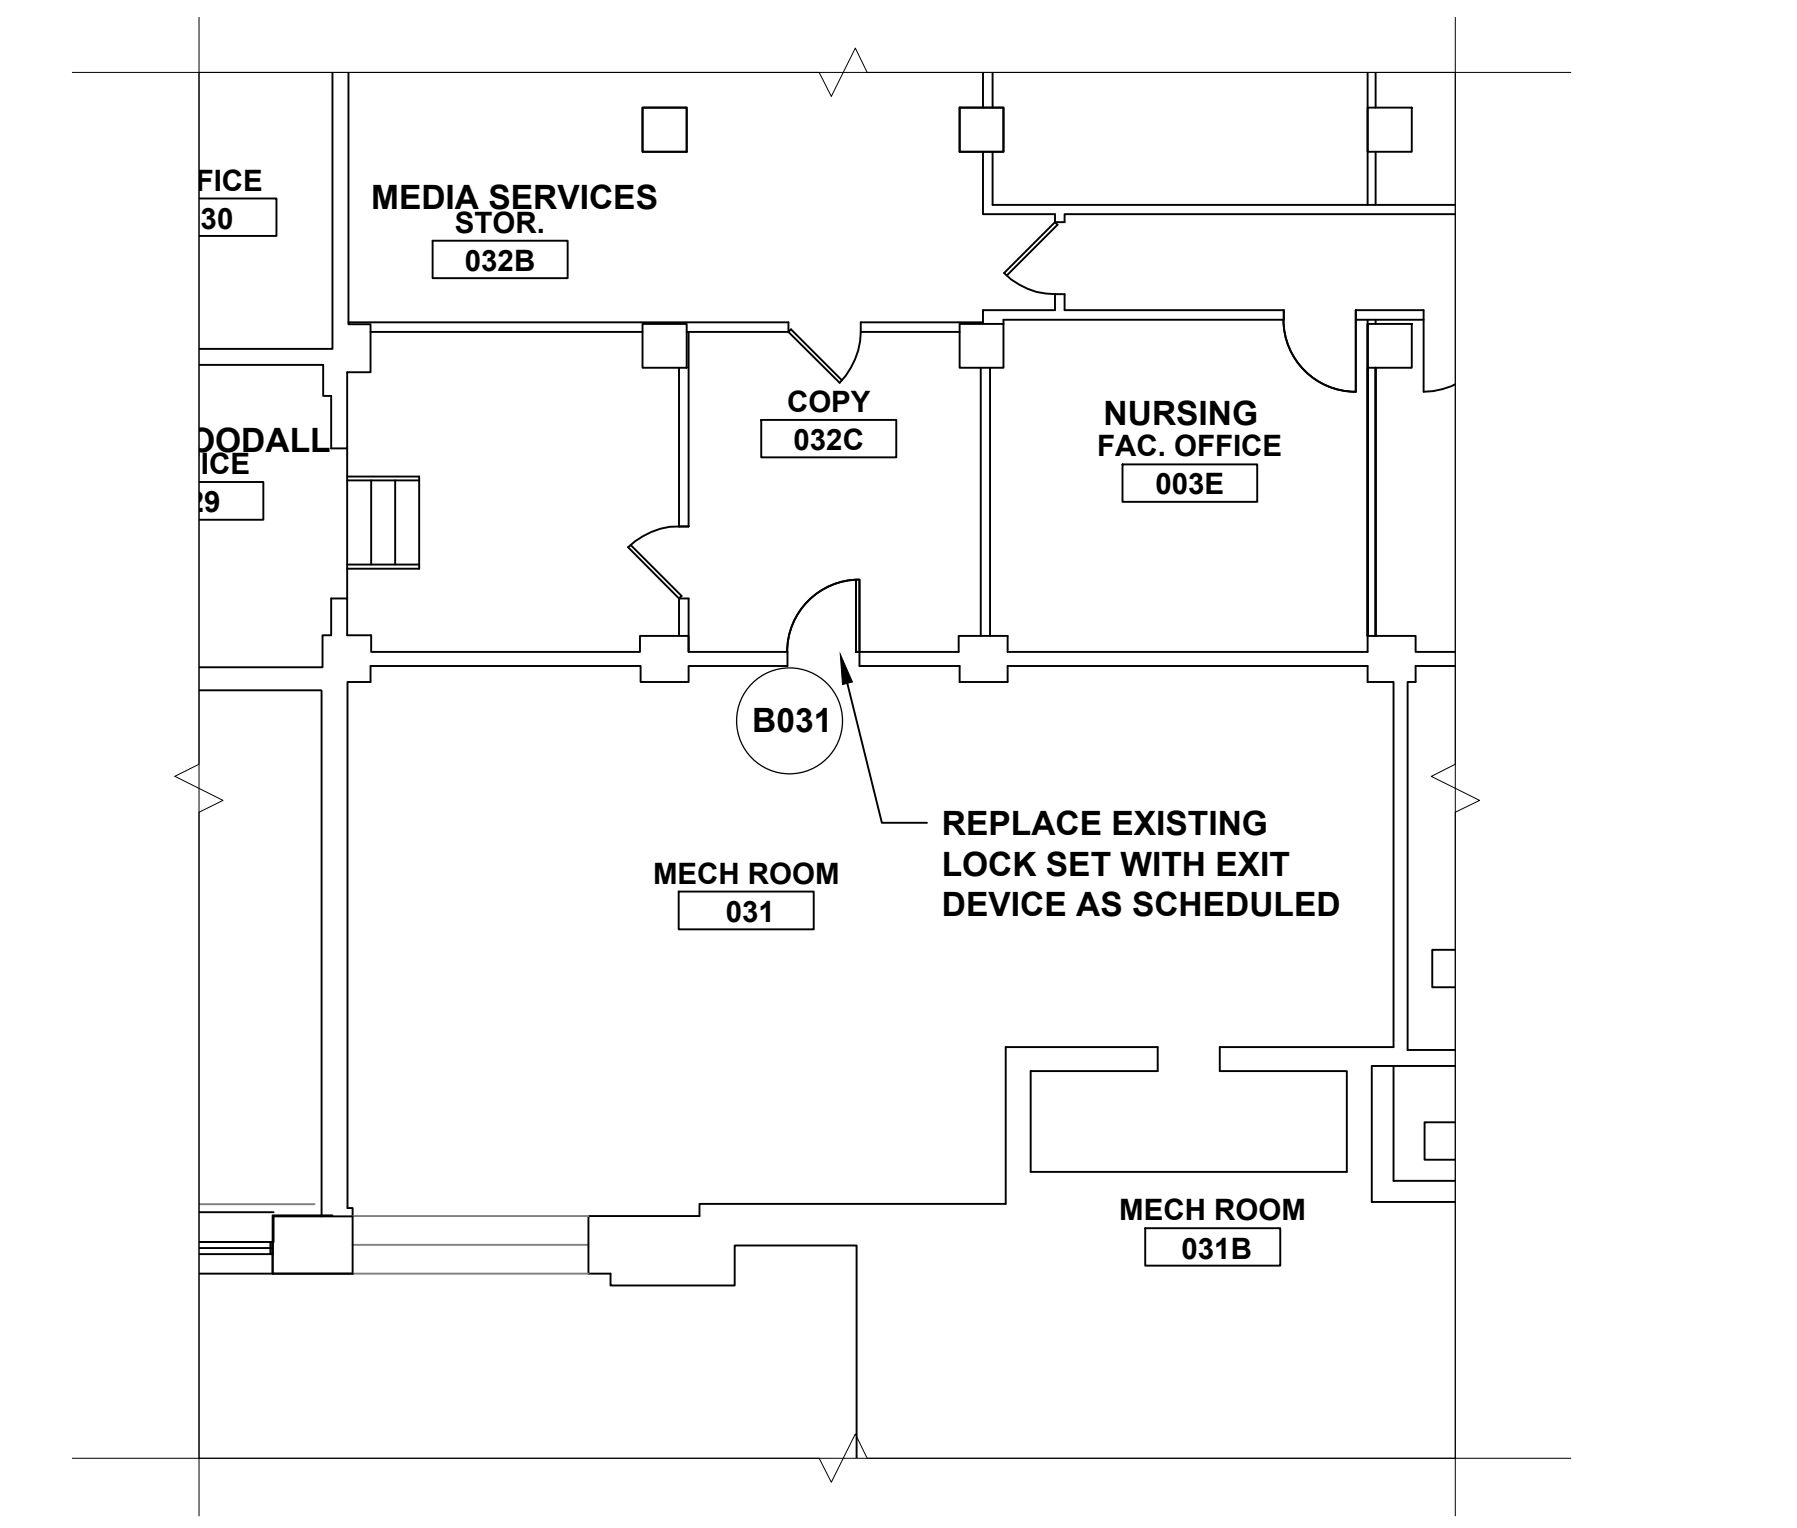 FICE
30
MEDIA SERVICES
STOR.
032B
COPY
032C
NURSING
FAC. OFFICE
003E
OODALL
ICE
29
B031
REPLACE EXISTING
LOCK SET WITH EXIT
DEVICE AS SCHEDULED
MECH ROOM
031
MECH ROOM
031B